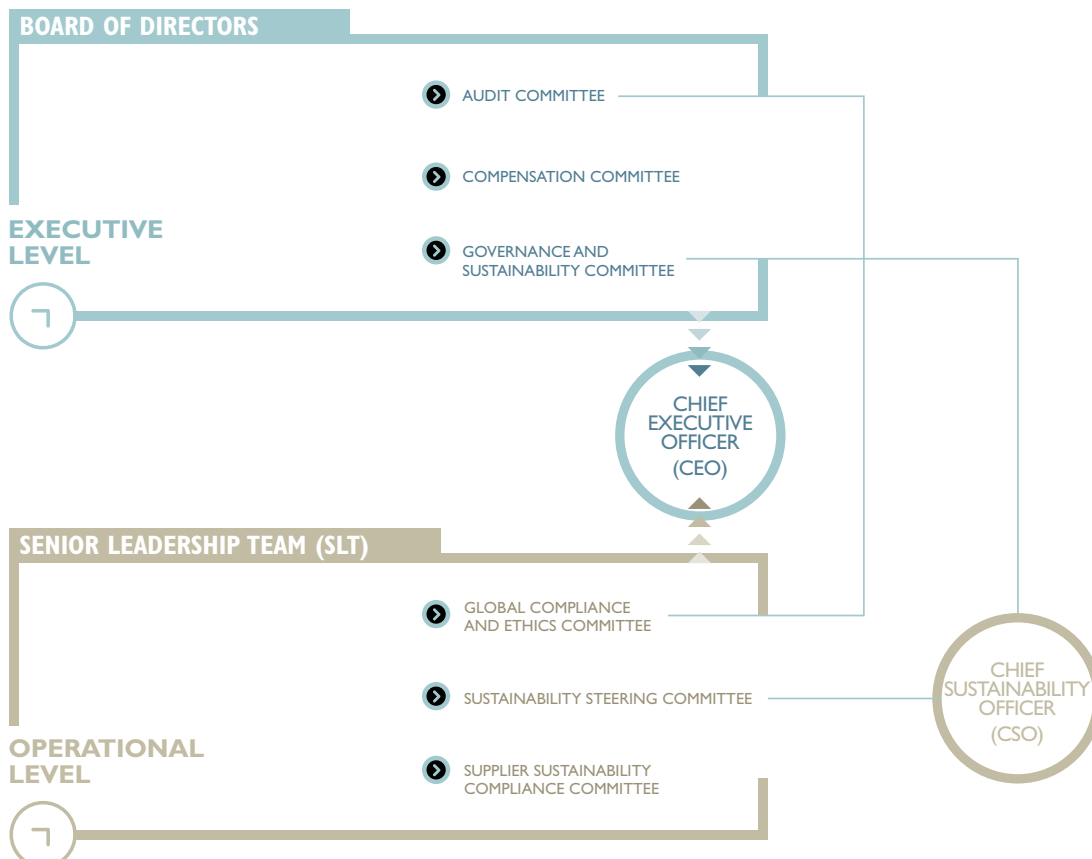 BOARD OF DIRECTORS
AUDIT COMMITTEE
COMPENSATION COMMITTEE
EXECUTIVE
LEVEL
GOVERNANCE AND
SUSTAINABILITY COMMITTEE
CHIEF
EXECUTIVE
OFFICER
(CEO)
SENIOR LEADERSHIP TEAM (SLT)
GLOBAL COMPLIANCE
AND ETHICS COMMITTEE
SUSTAINABILITY STEERING COMMITTEE
CHIEF
SUSTAINABILITY
OFFICER
(CSO)
OPERATIONAL
LEVEL
SUPPLIER SUSTAINABILITY
COMPLIANCE COMMITTEE